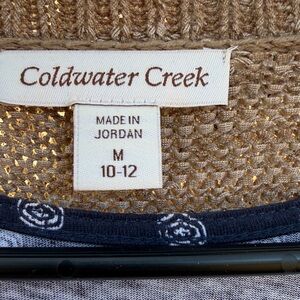 Coldwater Creek
MADE IN
JORDAN
M
10-12